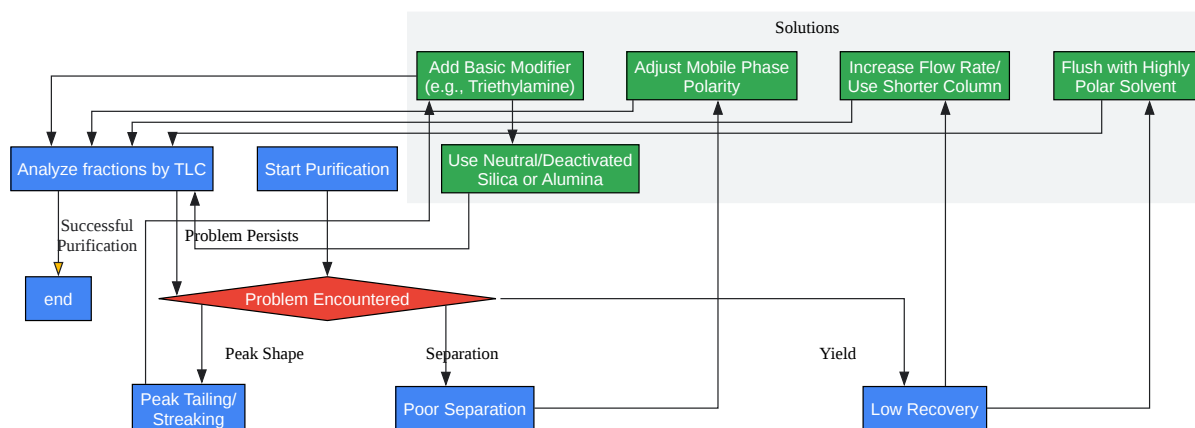 Solutions
Add Basic Modifier
(e.g., Triethylamine)
Adjust Mobile Phase
Polarity
Increase Flow Rate/
Use Shorter Column
Flush with Highly
Polar Solvent
Analyze fractions by TLC
Start Purification
Use Neutral/Deactivated
Silica or Alumina
Successful
Purification
Problem Persists
end
Problem Encountered
Peak Shape
Separation
Yield
Peak Tailing/
Streaking
Poor Separation
Low Recovery